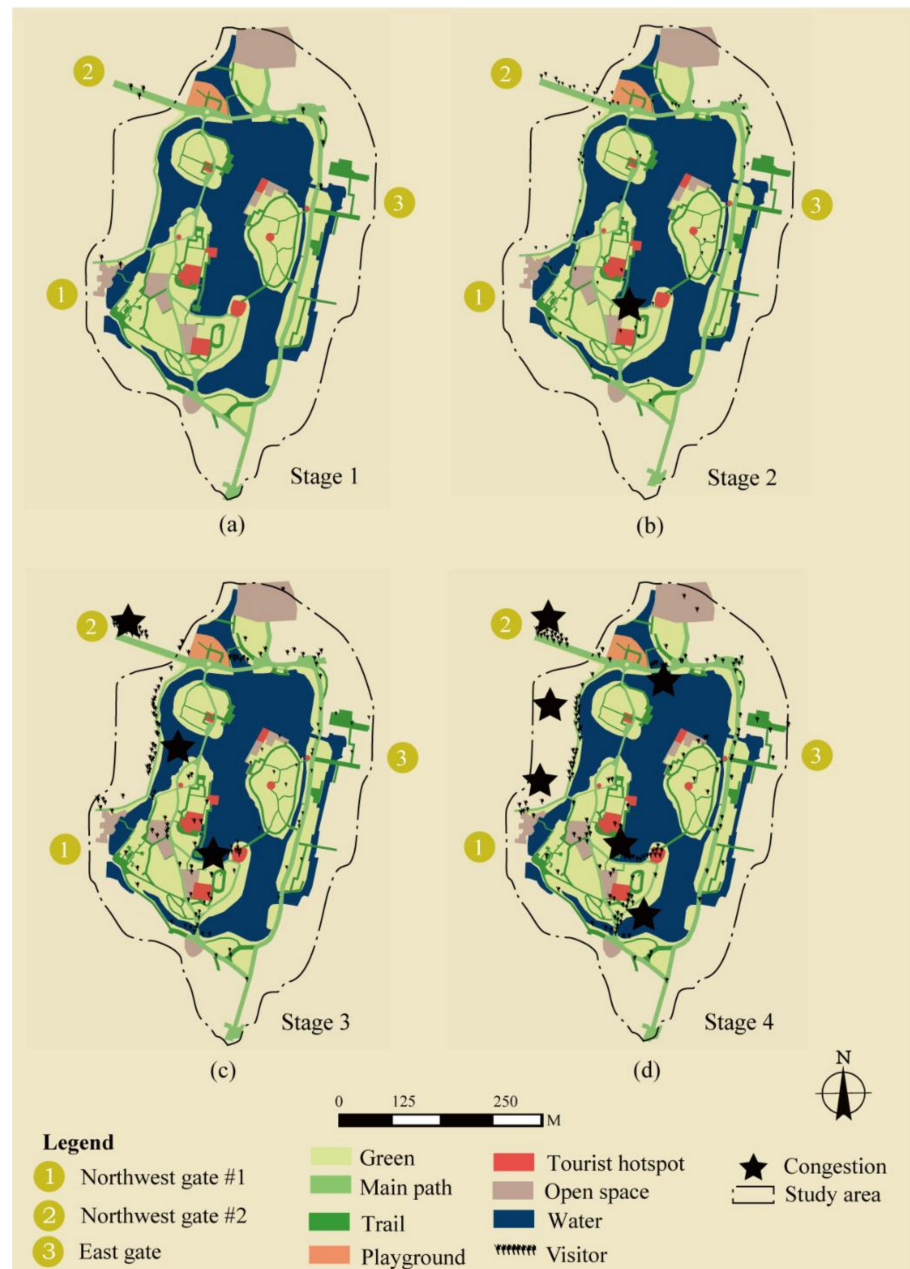 2
3
1
Stage 1
(a)
2
3
1
Stage 2
(b)
2
3
1
Stage 3
(c)
2
3
1
Stage 4
(d)
N
0 125 250
M
Legend
1 Northwest gate #1
2 Northwest gate #2
3 East gate
Green
Main path
Trail
Playground
Tourist hotspot
Open space
Water
Visitor
Congestion
Study area